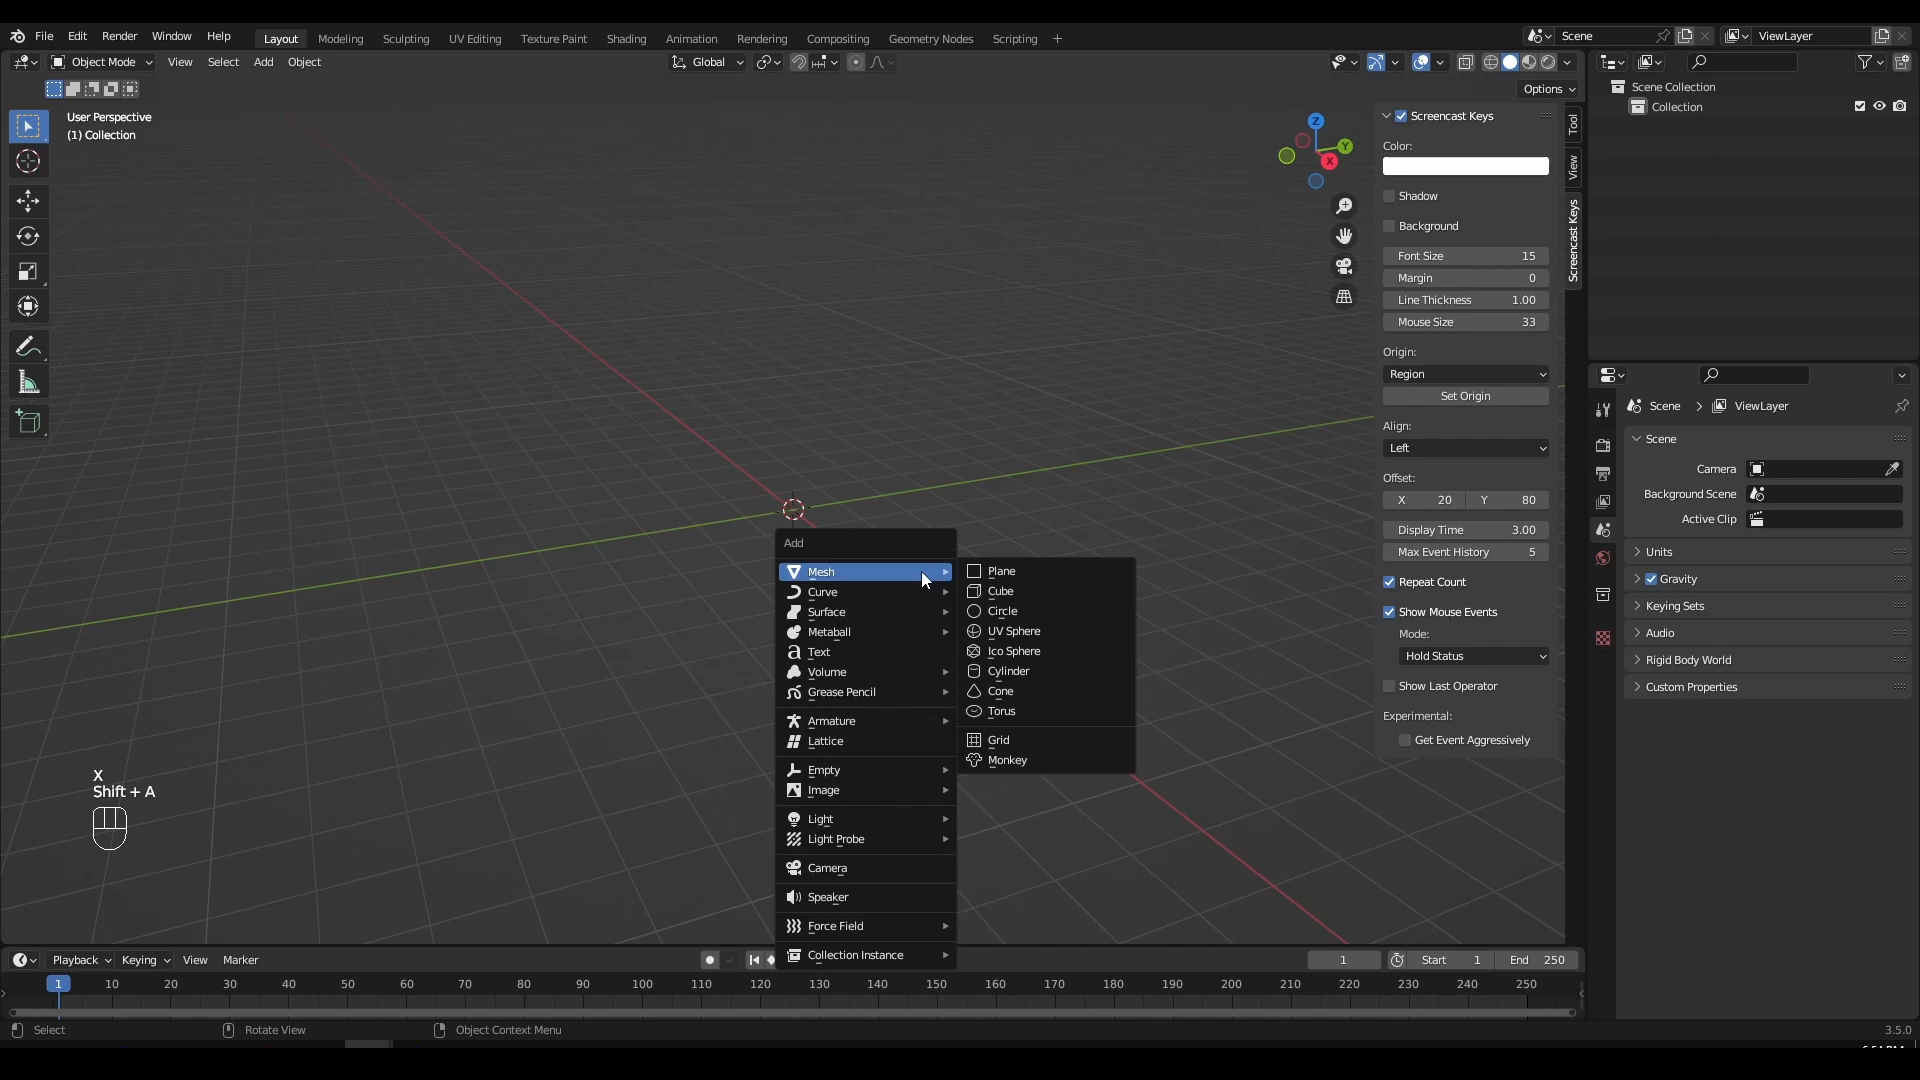 File Edit Render Window Help Layout Modeling Sculpting UV Editing Texture Paint Shading Animation Rendering Compositing Geometry Nodes Scripting + Scene ViewLayer
Object Mode View Select Add Object Global
Options
User Perspective
(1) Collection
Z
Y
X
Screencast Keys
Color:
Shadow
Background
Font Size 15
Margin 0
Line Thickness 1.00
Mouse Size 33
Origin:
Region
Set Origin
Align:
Left
Offset:
X 20 Y 80
Display Time 3.00
Max Event History 5
Repeat Count
Show Mouse Events
Mode:
Hold Status
Show Last Operator
Experimental:
Get Event Aggressively
Tool
View
Screencast Keys
Scene Collection
Collection
Scene > ViewLayer
Scene
Camera
Background Scene
Active Clip
Units
Gravity
Keying Sets
Audio
Rigid Body World
Custom Properties
Add
Mesh
Curve
Surface
Metaball
Text
Volume
Grease Pencil
Armature
Lattice
Empty
Image
Light
Light Probe
Camera
Speaker
Force Field
Collection Instance
Plane
Cube
Circle
UV Sphere
Ico Sphere
Cylinder
Cone
Torus
Grid
Monkey
X
Shift + A
Playback Keying View Marker 1 Start 1 End 250
1 10 20 30 40 50 60 70 80 90 100 110 120 130 140 150 160 170 180 190 200 210 220 230 240 250
Select Rotate View Object Context Menu 3.5.0